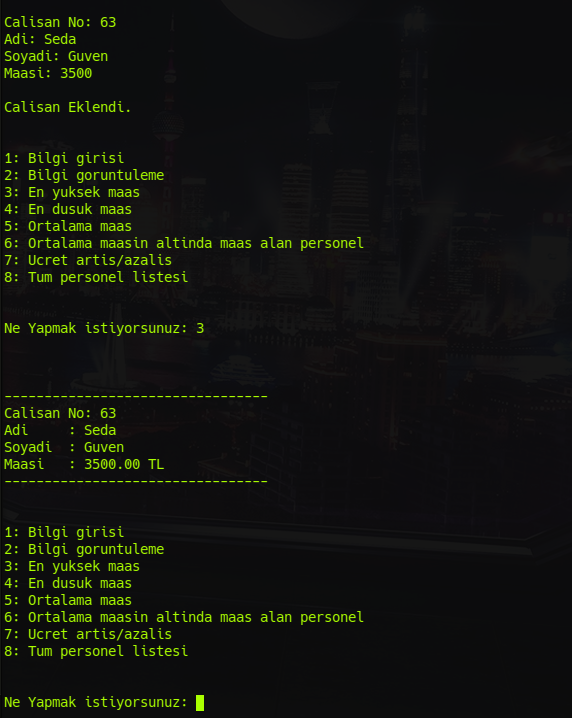 Calisan No: 63
Adi: Seda
Soyadi: Guven
Maasi: 3500
Calisan Eklendi.
1: Bilgi girisi
2: Bilgi goruntuleme
3: En yuksek maas
4: En dusuk maas
5: Ortalama maas
6: Ortalama maasin altinda maas alan personel
7: Ucret artis/azalis
8: Tum personel listesi
Ne Yapmak istiyorsunuz: 3
---------------------------------
Calisan No: 63
Adi     : Seda
Soyadi  : Guven
Maasi   : 3500.00 TL
---------------------------------
1: Bilgi girisi
2: Bilgi goruntuleme
3: En yuksek maas
4: En dusuk maas
5: Ortalama maas
6: Ortalama maasin altinda maas alan personel
7: Ucret artis/azalis
8: Tum personel listesi
Ne Yapmak istiyorsunuz: